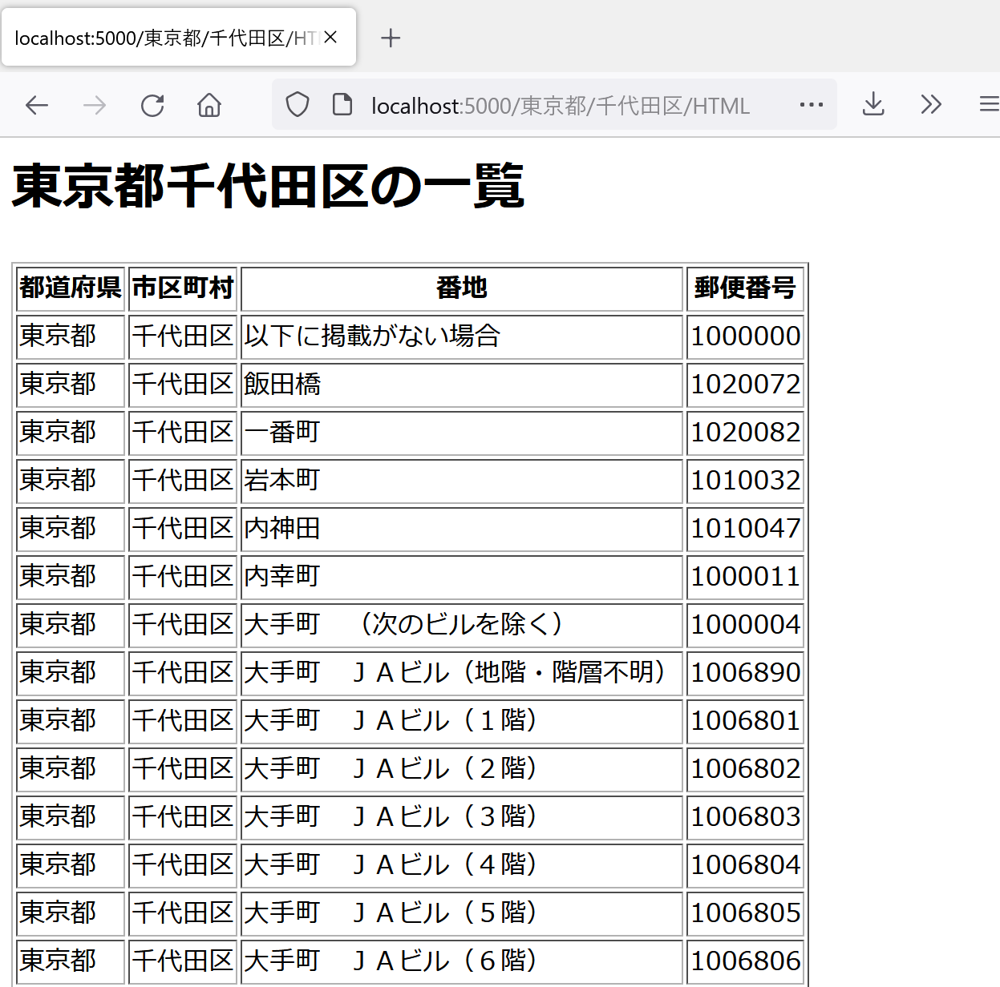 localhost:5000/東京都/千代田区/HT
localhost:5000/東京都/千代田区/HTML
東京都千代田区の一覧
都道府県 市区町村 番地 郵便番号
東京都 千代田区 以下に掲載がない場合 1000000
東京都 千代田区 飯田橋 1020072
東京都 千代田区 一番町 1020082
東京都 千代田区 岩本町 1010032
東京都 千代田区 内神田 1010047
東京都 千代田区 内幸町 1000011
東京都 千代田区 大手町　（次のビルを除く） 1000004
東京都 千代田区 大手町　ＪＡビル（地階・階層不明） 1006890
東京都 千代田区 大手町　ＪＡビル（１階） 1006801
東京都 千代田区 大手町　ＪＡビル（２階） 1006802
東京都 千代田区 大手町　ＪＡビル（３階） 1006803
東京都 千代田区 大手町　ＪＡビル（４階） 1006804
東京都 千代田区 大手町　ＪＡビル（５階） 1006805
東京都 千代田区 大手町　ＪＡビル（６階） 1006806